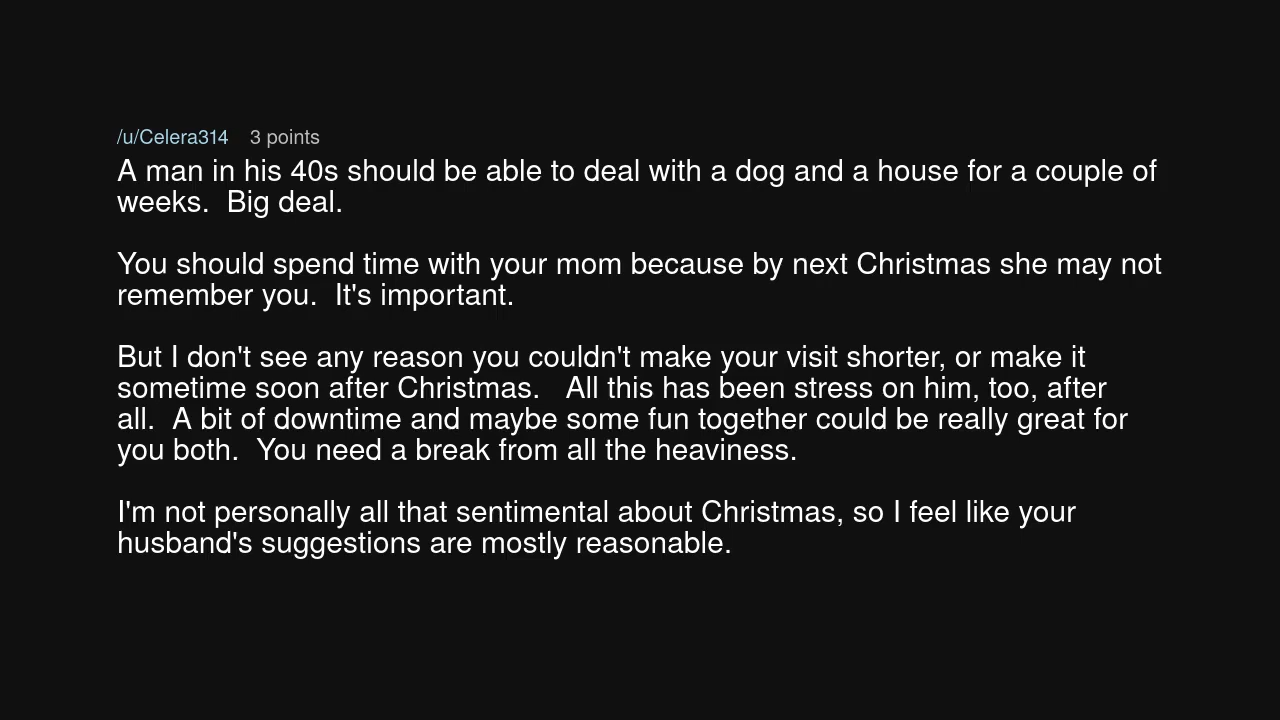 /u/Celera314 3 points
A man in his 40s should be able to deal with a dog and a house for a couple of
weeks.  Big deal.
You should spend time with your mom because by next Christmas she may not
remember you.  It's important.
But I don't see any reason you couldn't make your visit shorter, or make it
sometime soon after Christmas.   All this has been stress on him, too, after
all.  A bit of downtime and maybe some fun together could be really great for
you both.  You need a break from all the heaviness.
I'm not personally all that sentimental about Christmas, so I feel like your
husband's suggestions are mostly reasonable.